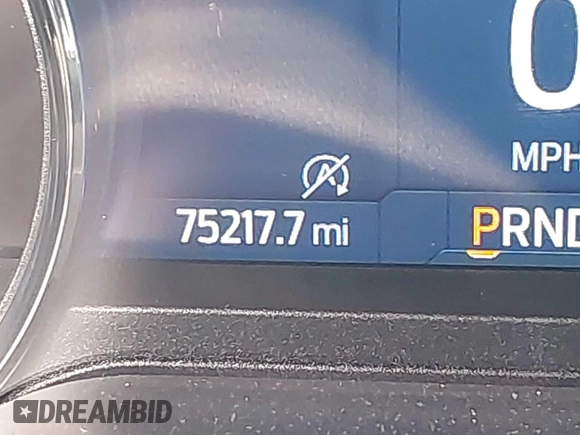 0
MPH
A
75217.7 mi
PRND
DREAMBID